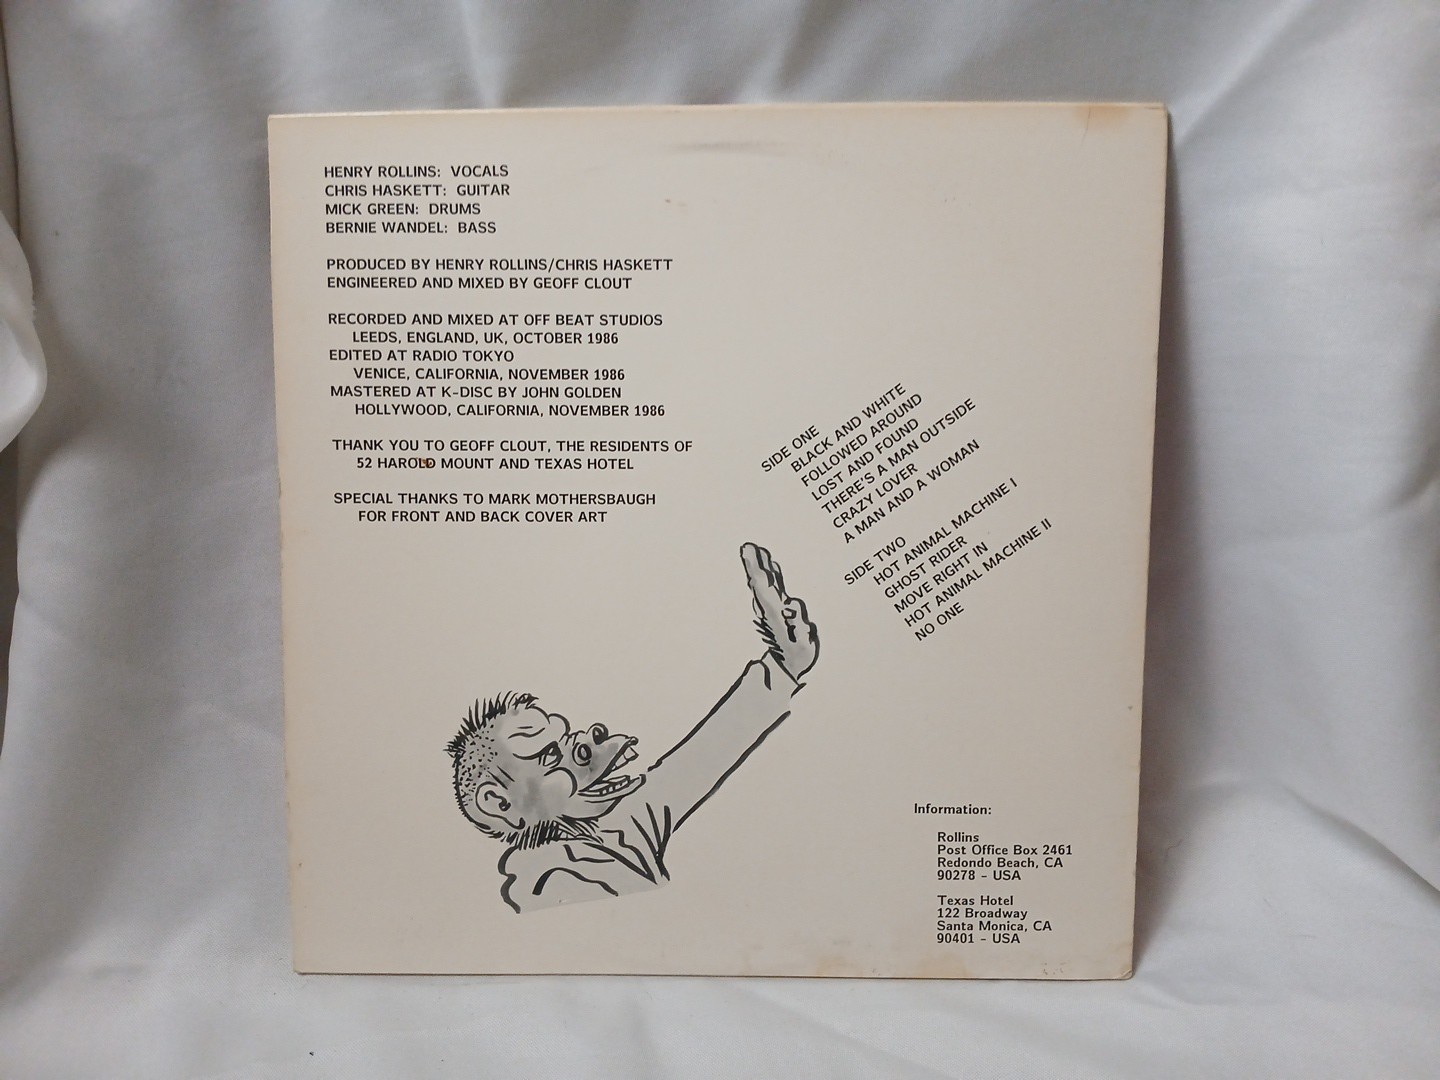 HENRY ROLLINS: VOCALS
CHRIS HASKETT: GUITAR
MICK GREEN: DRUMS
BERNIE WANDEL: BASS
PRODUCED BY HENRY ROLLINS/CHRIS HASKETT
ENGINEERED AND MIXED BY GEOFF CLOUT
RECORDED AND MIXED AT OFF BEAT STUDIOS
LEEDS, ENGLAND, UK, OCTOBER 1986
EDITED AT RADIO TOKYO
VENICE, CALIFORNIA, NOVEMBER 1986
MASTERED AT K-DISC BY JOHN GOLDEN
HOLLYWOOD, CALIFORNIA, NOVEMBER 1986
THANK YOU TO GEOFF CLOUT, THE RESIDENTS OF
52 HAROLD MOUNT AND TEXAS HOTEL
SPECIAL THANKS TO MARK MOTHERSBAUGH
FOR FRONT AND BACK COVER ART
SIDE ONE
BLACK AND WHITE
FOLLOWED AROUND
LOST AND FOUND
THERE'S A MAN OUTSIDE
CRAZY LOVER
A MAN AND A WOMAN
SIDE TWO
HOT ANIMAL MACHINE I
GHOST RIDER
MOVE RIGHT IN
HOT ANIMAL MACHINE II
NO ONE
Information:
Rollins
Post Office Box 2461
Redondo Beach, CA
90278 - USA
Texas Hotel
122 Broadway
Santa Monica, CA
90401 - USA